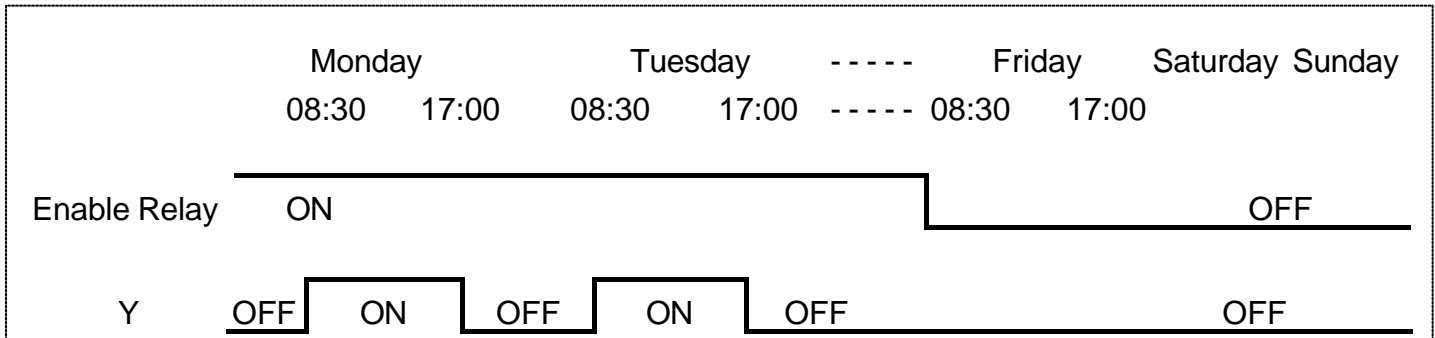 Monday Tuesday - - - - - Friday Saturday Sunday
08:30 17:00 08:30 17:00 - - - - - 08:30 17:00
Enable Relay ON OFF
Y OFF ON OFF ON OFF OFF